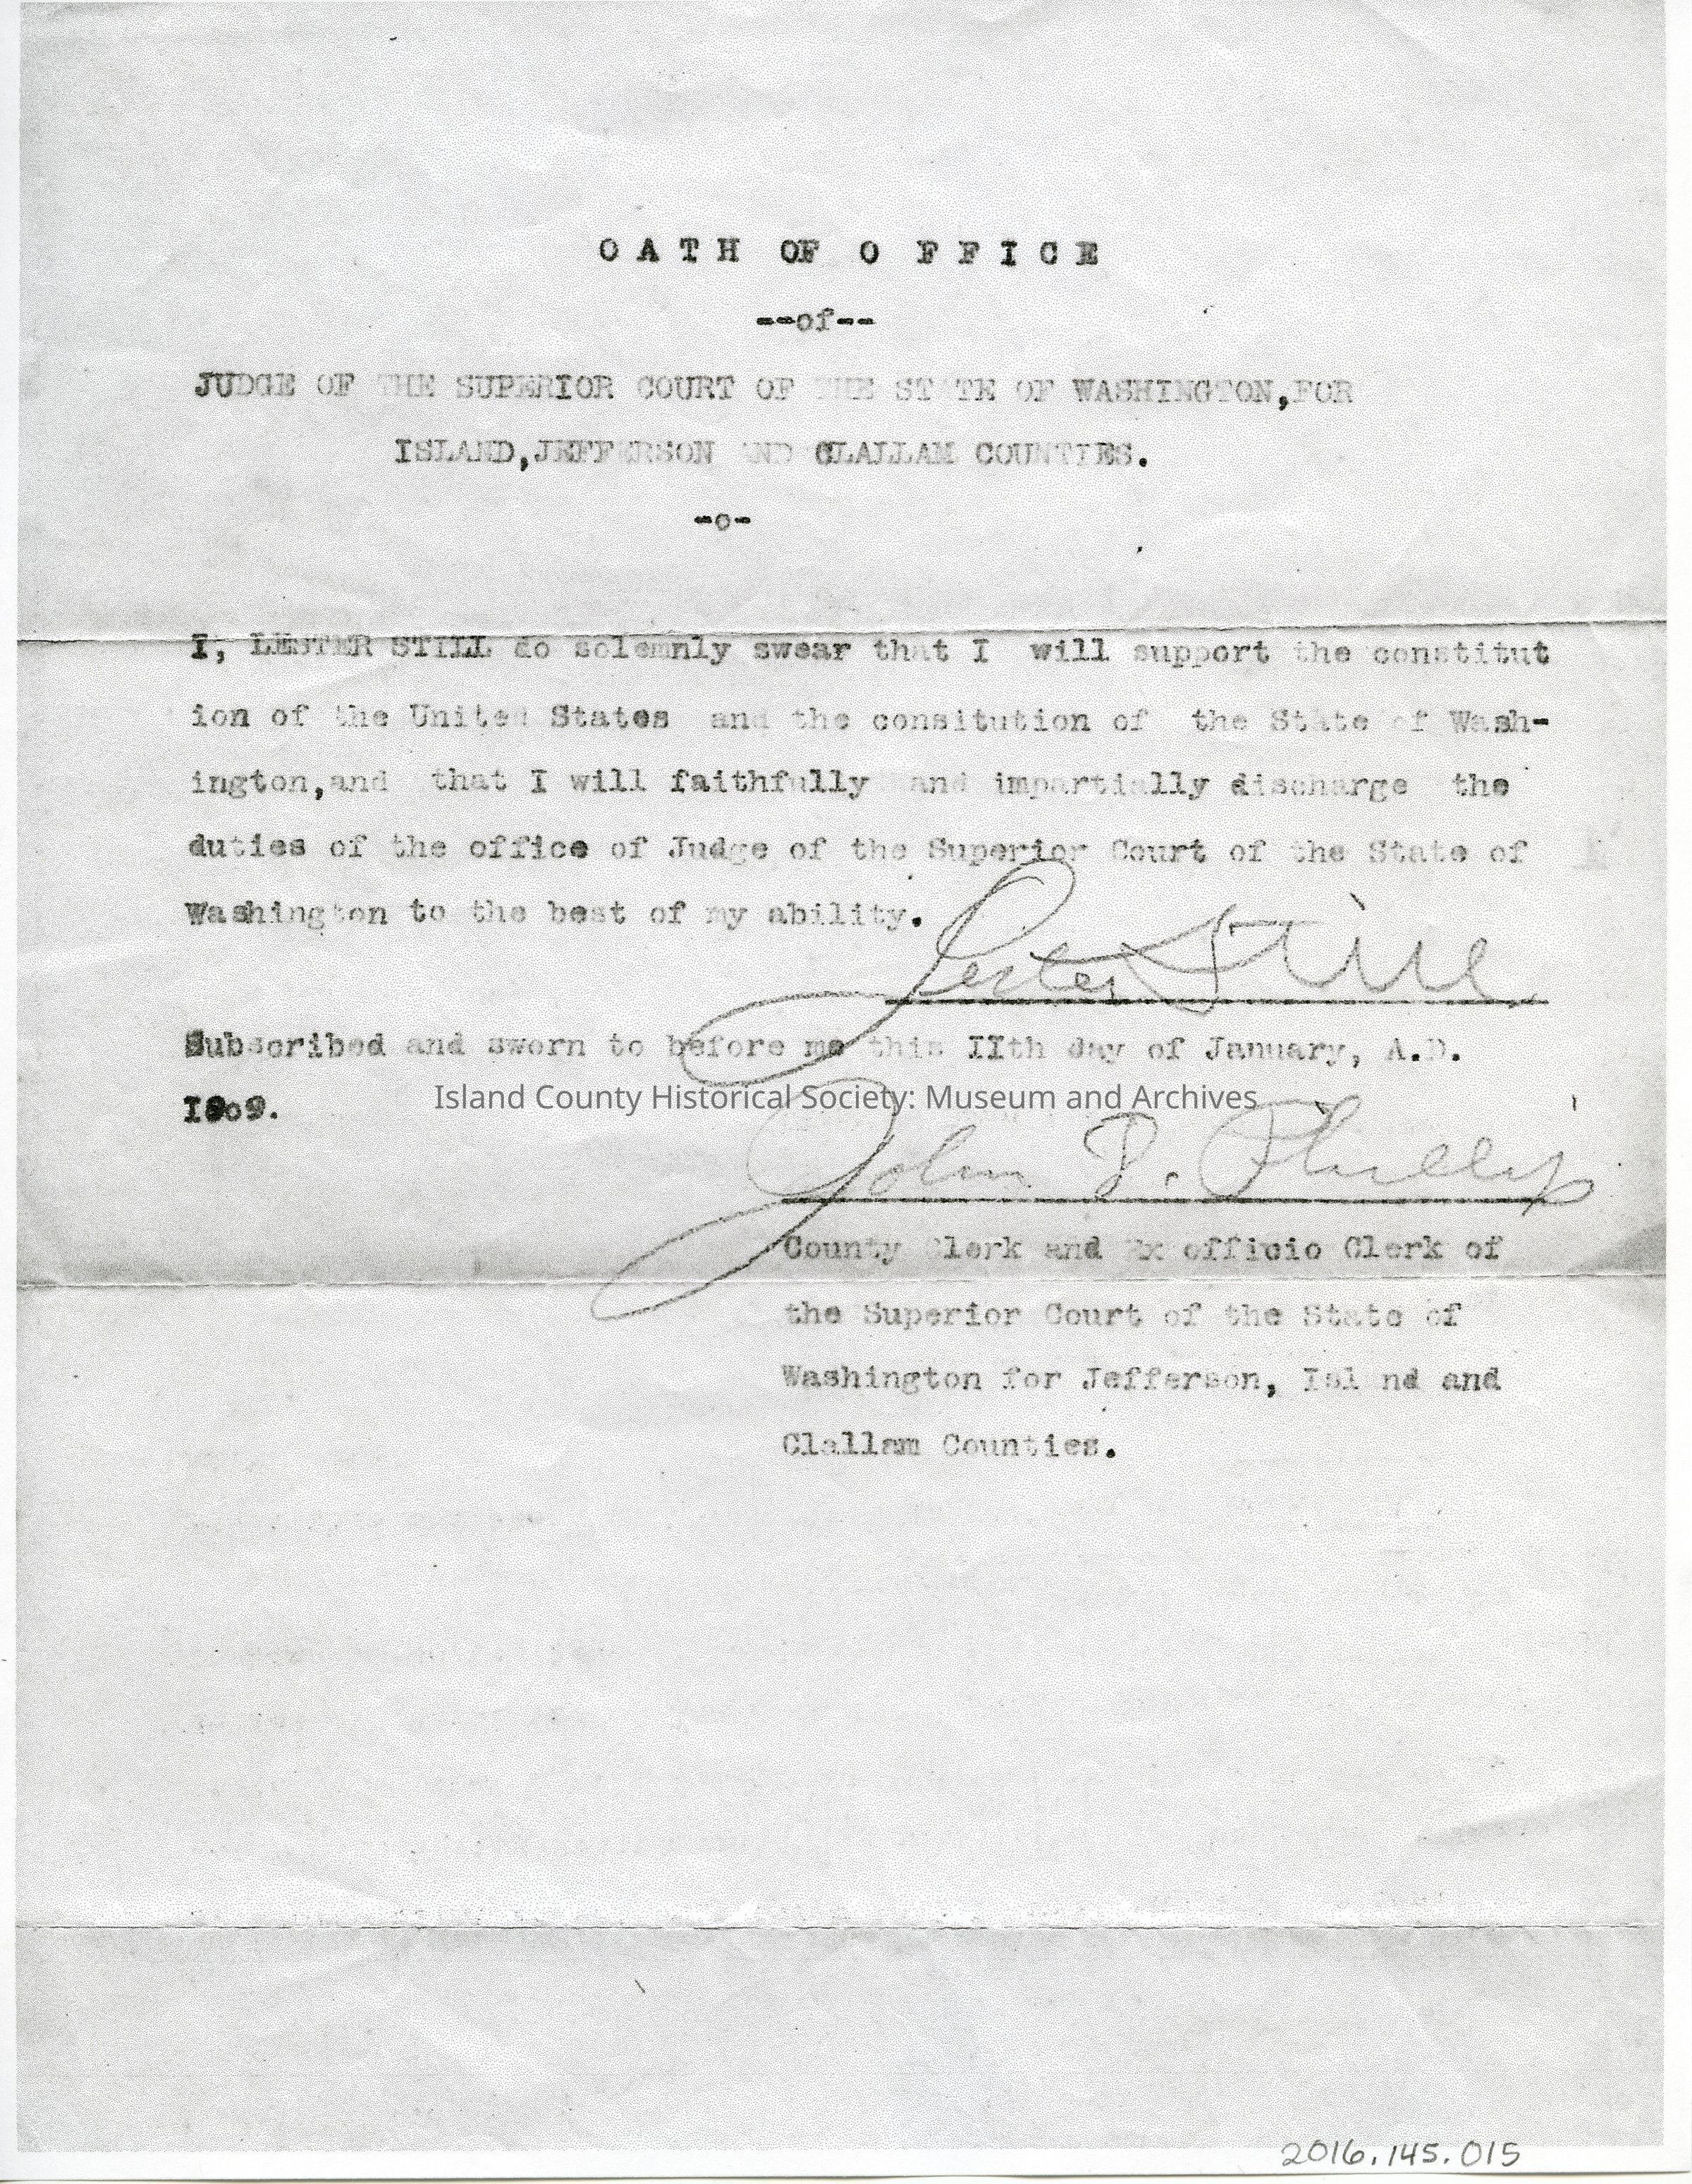 OATH OF OFFICE
--of--
JUDGE OF THE SUPERIOR COURT OF THE ST TE OF WASHINGTON,FOR
ISLAND,JEFFERSON AND CLALLAM COUNTIES.
-o-
I, LESTER STILL do solemnly swear that I will support the constitut
ion of the United States and the consitution of the State of Wash-
ington,and that I will faithfully and impartially discharge the
duties of the office of Judge of the Superior Court of the State of
Washington to the best of my ability.
Lester Still
Subscribed and sworn to before me this IIth day of January, A.D.
I909.
Island County Historical Society: Museum and Archives
John P. Phillips
County Clerk and Ex officio Clerk of
the Superior Court of the State of
Washington for Jefferson, Isl nd and
Clallam Counties.
2016.145.015